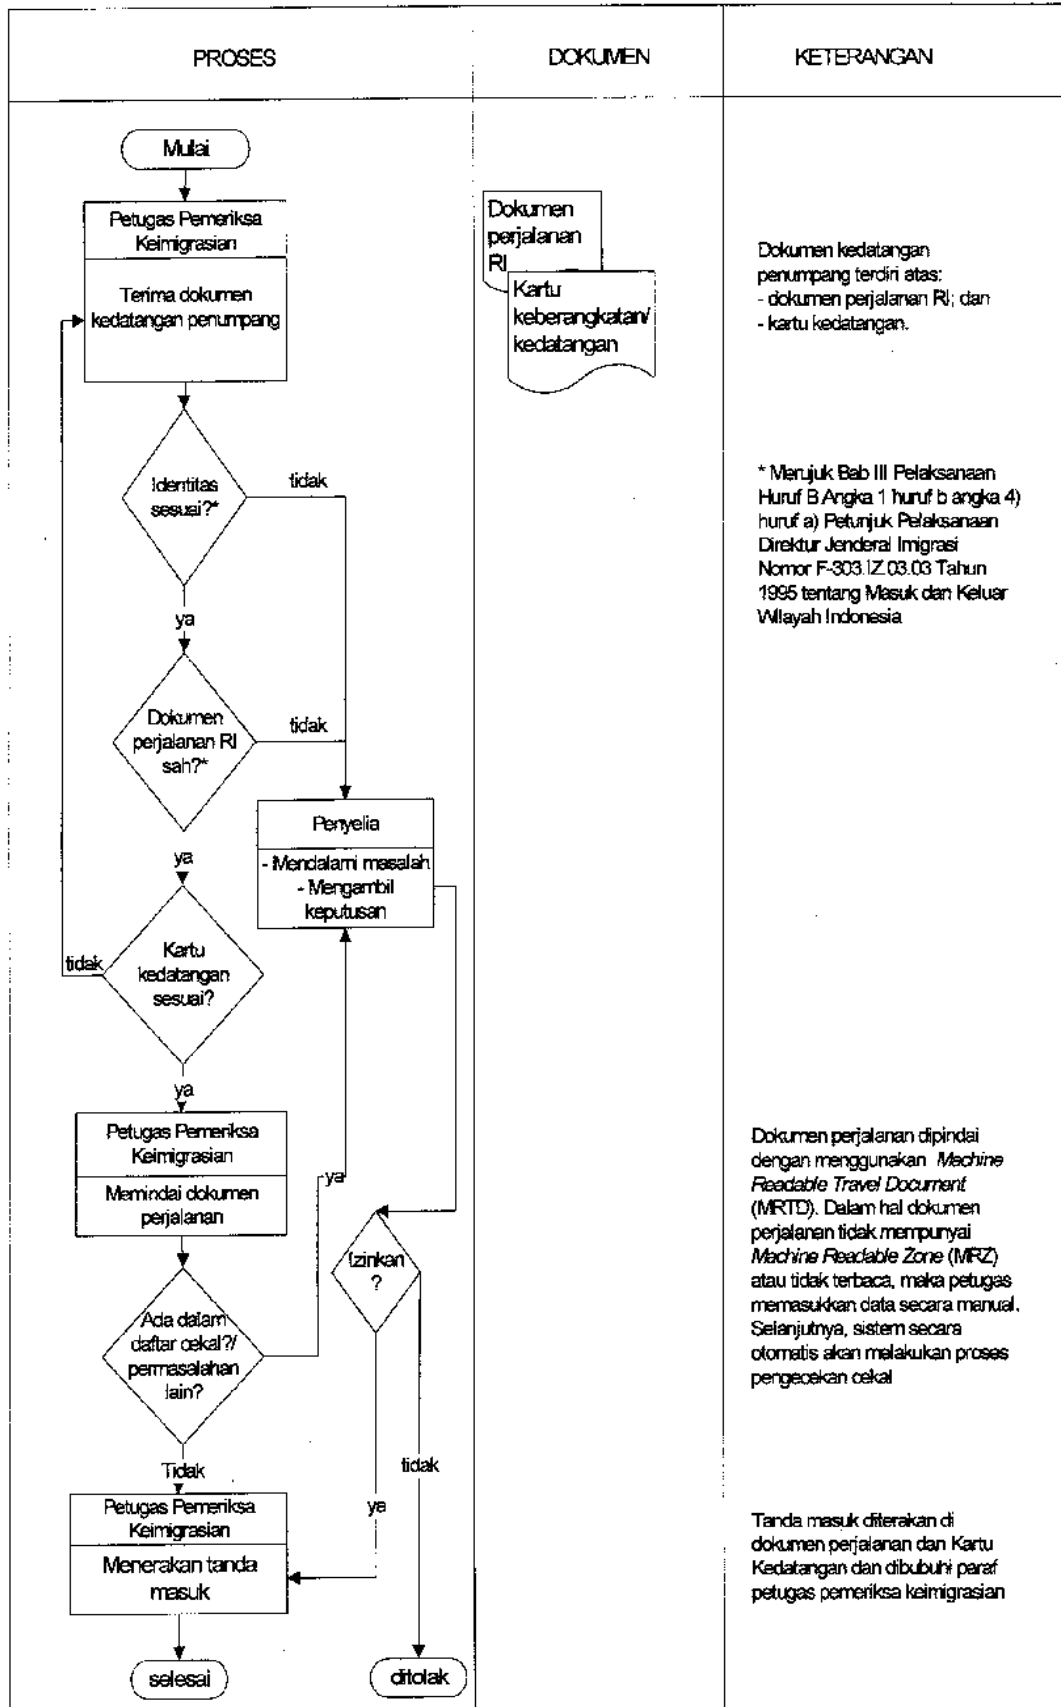 PROSES
DOKUMEN
KETERANGAN
Mulai
Petugas Pemeriksa
Keimigrasian
Terima dokumen
kedatangan penumpang
Dokumen
perjalanan
RI
Kartu
keberangkatan/
kedatangan
Dokumen kedatangan
penumpang terdiri atas:
- dokumen perjalanan RI; dan
- kartu kedatangan.
Identitas
sesuai?*
tidak
ya
* Merujuk Bab III Pelaksanaan
Huruf B Angka 1 huruf b angka 4)
huruf a) Petunjuk Pelaksanaan
Direktur Jenderal Imigrasi
Nomor F-303.IZ.03.03 Tahun
1995 tentang Masuk dan Keluar
Wilayah Indonesia
Dokumen
perjalanan RI
sah?*
tidak
ya
Penyelia
- Mendalami masalah
- Mengambil
keputusan
Kartu
kedatangan
sesuai?
tidak
ya
Petugas Pemeriksa
Keimigrasian
Memindai dokumen
perjalanan
ya
Izinkan
?
Dokumen perjalanan dipindai
dengan menggunakan Machine
Readable Travel Document
(MRTD). Dalam hal dokumen
perjalanan tidak mempunyai
Machine Readable Zone (MRZ)
atau tidak terbaca, maka petugas
memasukkan data secara manual.
Selanjutnya, sistem secara
otomatis akan melakukan proses
pengecekan cekal
Ada dalam
daftar cekal?/
permasalahan
lain?
Tidak
tidak
ya
Petugas Pemeriksa
Keimigrasian
Menerakan tanda
masuk
Tanda masuk diterakan di
dokumen perjalanan dan Kartu
Kedatangan dan dibubuhi paraf
petugas pemeriksa keimigrasian
selesai
ditolak